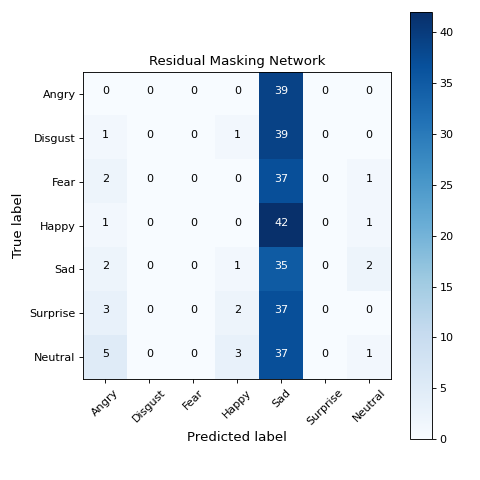 Residual Masking Network
True label
Angry 0 0 0 0 39 0 0
Disgust 1 0 0 1 39 0 0
Fear 2 0 0 0 37 0 1
Happy 1 0 0 0 42 0 1
Sad 2 0 0 1 35 0 2
Surprise 3 0 0 2 37 0 0
Neutral 5 0 0 3 37 0 1
Angry Disgust Fear Happy Sad Surprise Neutral
Predicted label
40
35
30
25
20
15
10
5
0